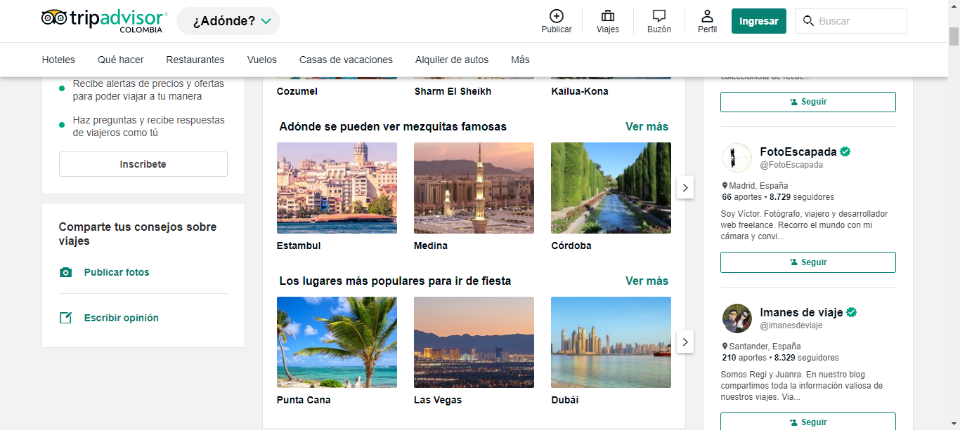 tripadvisor
COLOMBIA
¿Adónde?
Publicar
Viajes
Buzón
Perfil
Ingresar
Buscar
Hoteles
Qué hacer
Restaurantes
Vuelos
Casas de vacaciones
Alquiler de autos
Más
Recibe alertas de precios y ofertas
para poder viajar a tu manera
Haz preguntas y recibe respuestas
de viajeros como tú
Inscríbete
Comparte tus consejos sobre
viajes
Publicar fotos
Escribir opinión
Cozumel
Sharm El Sheikh
Kailua-Kona
Adónde se pueden ver mezquitas famosas
Ver más
Estambul
Medina
Córdoba
Los lugares más populares para ir de fiesta
Ver más
Punta Cana
Las Vegas
Dubái
Seguir
FotoEscapada
@FotoEscapada
Madrid, España
66 aportes • 8.729 seguidores
Soy Víctor. Fotógrafo, viajero y desarrollador
web freelance. Recorro el mundo con mi
cámara y convi...
Seguir
Imanes de viaje
@imanesdeviaje
Santander, España
210 aportes • 8.329 seguidores
Somos Regi y Juanra. En nuestro blog
compartimos toda la información valiosa de
nuestros viajes. Via...
Seguir